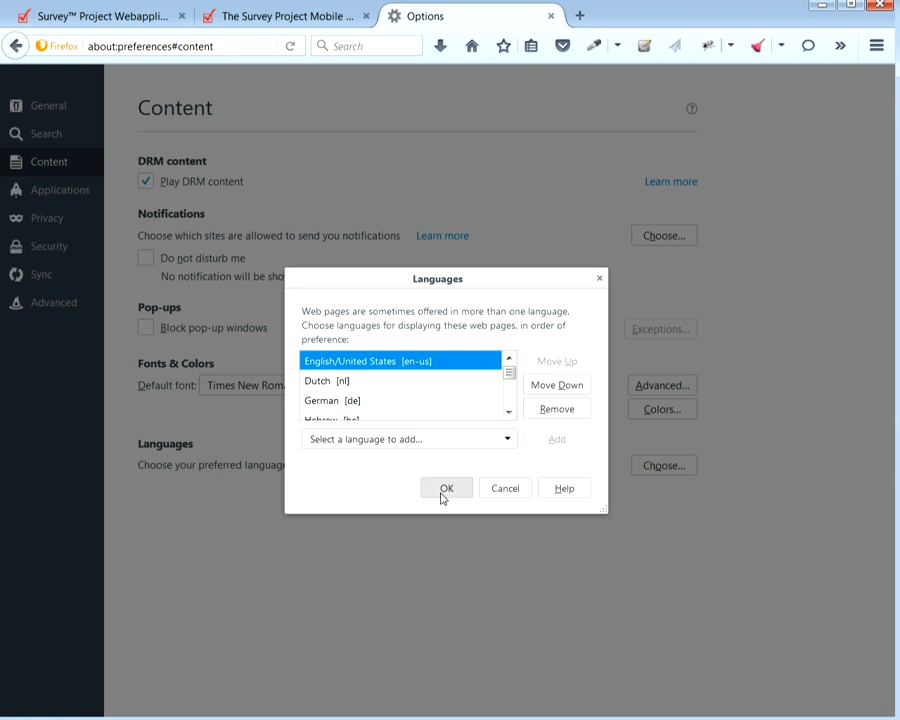 Survey™ Project Webappli...
The Survey Project Mobile ...
Options
Firefox
about:preferences#content
Search
General
Search
Content
Applications
Privacy
Security
Sync
Advanced
Content
DRM content
Play DRM content
Learn more
Notifications
Choose which sites are allowed to send you notifications
Learn more
Choose...
Do not disturb me
No notification will be sho
Pop-ups
Block pop-up windows
Exceptions...
Fonts & Colors
Default font:
Times New Rom
Advanced...
Colors...
Languages
Choose your preferred language
Choose...
Languages
Web pages are sometimes offered in more than one language.
Choose languages for displaying these web pages, in order of
preference:
English/United States [en-us]
Dutch [nl]
German [de]
Hebrew [he]
Move Up
Move Down
Remove
Select a language to add...
Add
OK
Cancel
Help